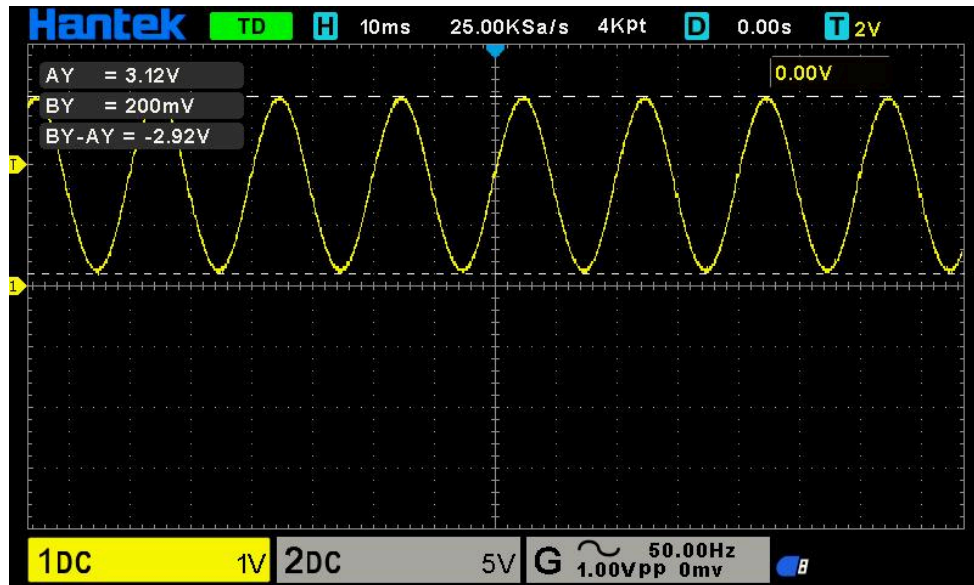 Hantek TD H 10ms 25.00KSa/s 4Kpt D 0.00s T 2V
AY = 3.12V
0.00V
BY = 200mV
BY-AY = -2.92V
T
1
1DC 1V 2DC 5V G 50.00Hz
1.00Vpp 0mv